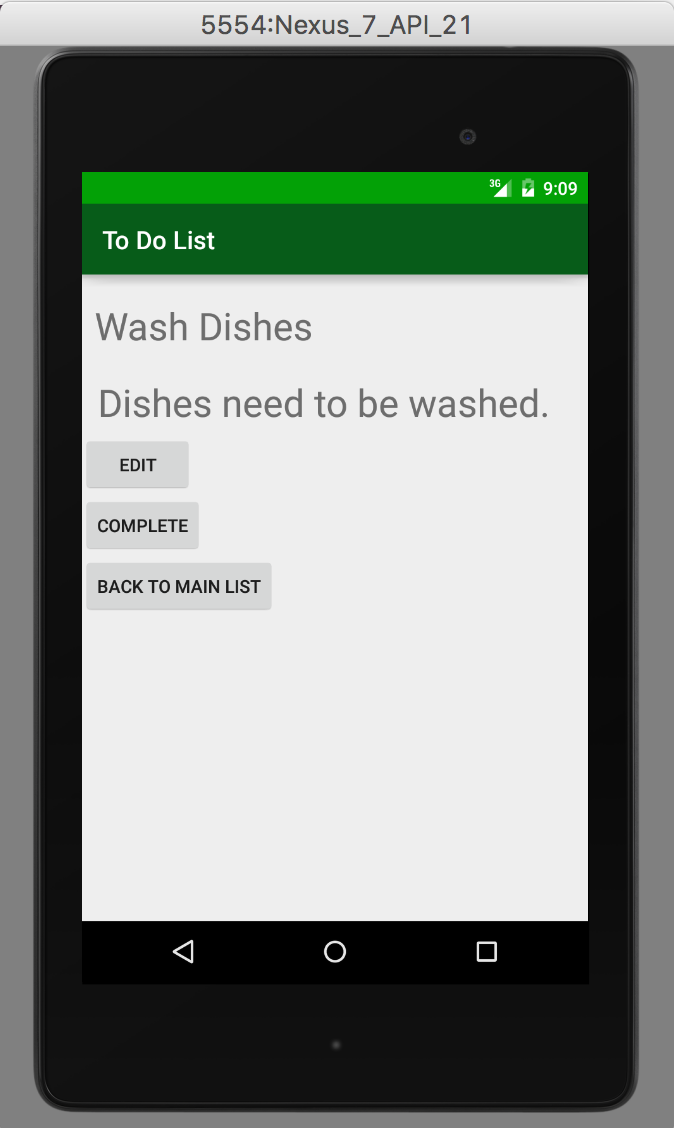 5554:Nexus_7_API_21
3G 9:09
To Do List
Wash Dishes
Dishes need to be washed.
EDIT
COMPLETE
BACK TO MAIN LIST